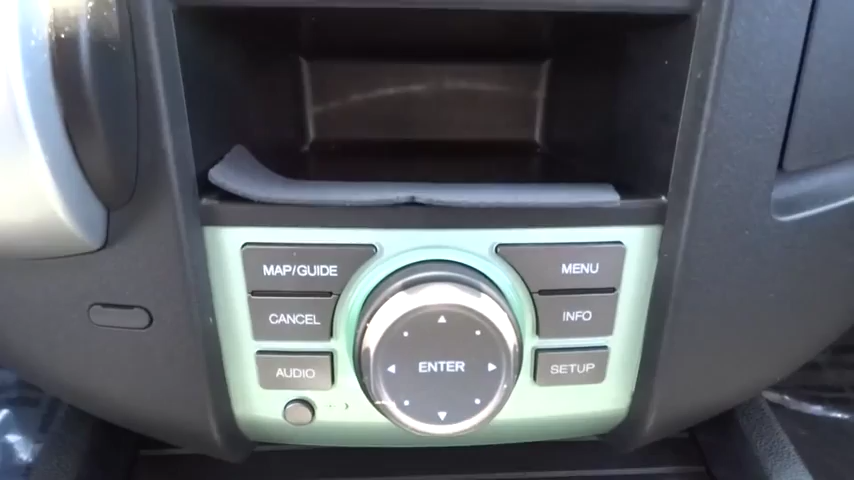 MAP/GUIDE
MENU
CANCEL
INFO
AUDIO
ENTER
SETUP